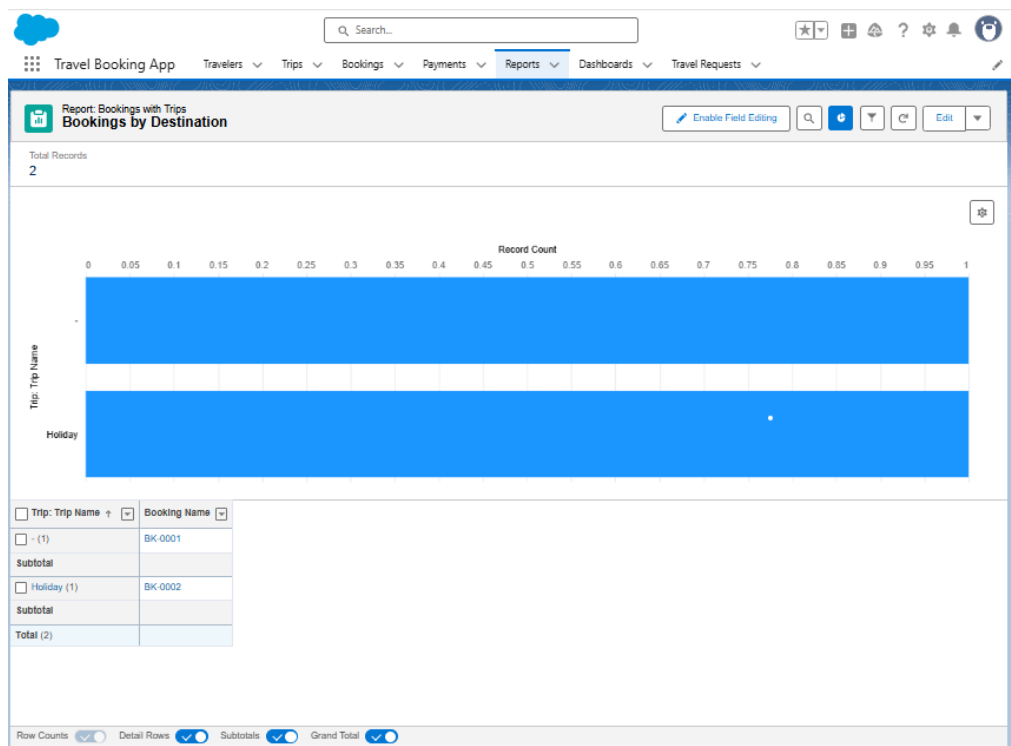 Search...
Travel Booking App Travelers Trips Bookings Payments Reports Dashboards Travel Requests
Report: Bookings with Trips
Bookings by Destination
Enable Field Editing
Edit
Total Records
2
Record Count
0 0.05 0.1 0.15 0.2 0.25 0.3 0.35 0.4 0.45 0.5 0.55 0.6 0.65 0.7 0.75 0.8 0.85 0.9 0.95 1
Trip: Trip Name
-
Holiday
Trip: Trip Name ↑ Booking Name
- (1) BK-0001
Subtotal
Holiday (1) BK-0002
Subtotal
Total (2)
Row Counts Detail Rows Subtotals Grand Total